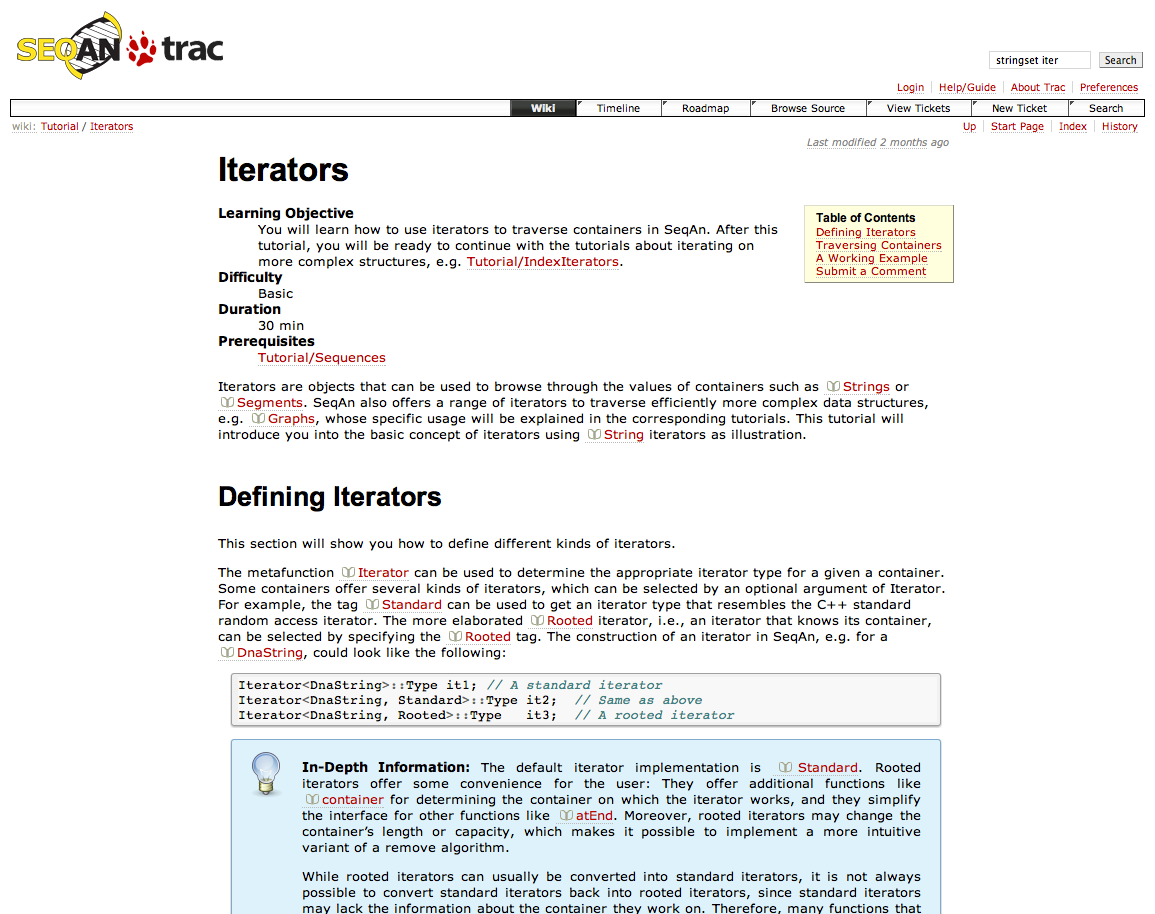 SEQAN trac
stringset iter Search
Login Help/Guide About Trac Preferences
Wiki Timeline Roadmap Browse Source View Tickets New Ticket Search
wiki: Tutorial / Iterators
Up Start Page Index History
Last modified 2 months ago
Iterators
Learning Objective
You will learn how to use iterators to traverse containers in SeqAn. After this
tutorial, you will be ready to continue with the tutorials about iterating on
more complex structures, e.g. Tutorial/IndexIterators.
Difficulty
Basic
Duration
30 min
Prerequisites
Tutorial/Sequences
Table of Contents
Defining Iterators
Traversing Containers
A Working Example
Submit a Comment
Iterators are objects that can be used to browse through the values of containers such as Strings or
Segments. SeqAn also offers a range of iterators to traverse efficiently more complex data structures,
e.g. Graphs, whose specific usage will be explained in the corresponding tutorials. This tutorial will
introduce you into the basic concept of iterators using String iterators as illustration.
Defining Iterators
This section will show you how to define different kinds of iterators.
The metafunction Iterator can be used to determine the appropriate iterator type for a given a container.
Some containers offer several kinds of iterators, which can be selected by an optional argument of Iterator.
For example, the tag Standard can be used to get an iterator type that resembles the C++ standard
random access iterator. The more elaborated Rooted iterator, i.e., an iterator that knows its container,
can be selected by specifying the Rooted tag. The construction of an iterator in SeqAn, e.g. for a
DnaString, could look like the following:
Iterator<DnaString>::Type it1; // A standard iterator
Iterator<DnaString, Standard>::Type it2; // Same as above
Iterator<DnaString, Rooted>::Type it3; // A rooted iterator
In-Depth Information: The default iterator implementation is Standard. Rooted
iterators offer some convenience for the user: They offer additional functions like
container for determining the container on which the iterator works, and they simplify
the interface for other functions like atEnd. Moreover, rooted iterators may change the
container’s length or capacity, which makes it possible to implement a more intuitive
variant of a remove algorithm.
While rooted iterators can usually be converted into standard iterators, it is not always
possible to convert standard iterators back into rooted iterators, since standard iterators
may lack the information about the container they work on. Therefore, many functions that